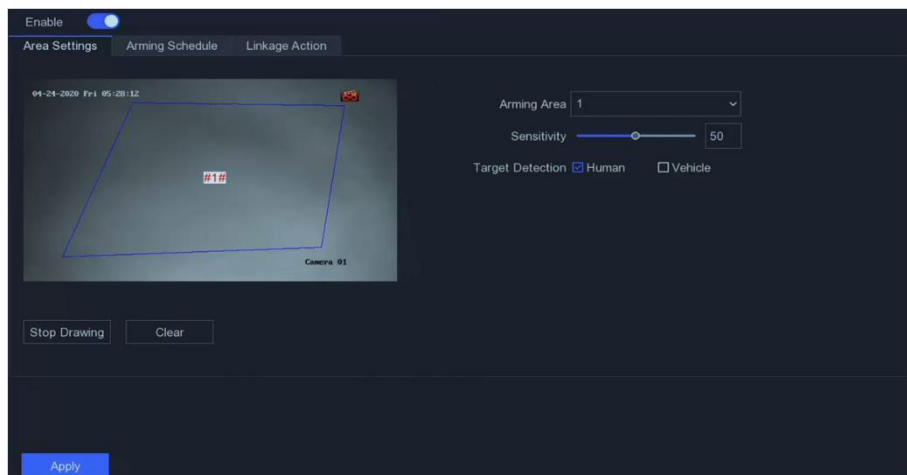 Enable
Area Settings Arming Schedule Linkage Action
04-24-2020 Fri 05:28:12
Arming Area 1
Sensitivity 50
Target Detection Human Vehicle
#1#
Camera 01
Stop Drawing Clear
Apply